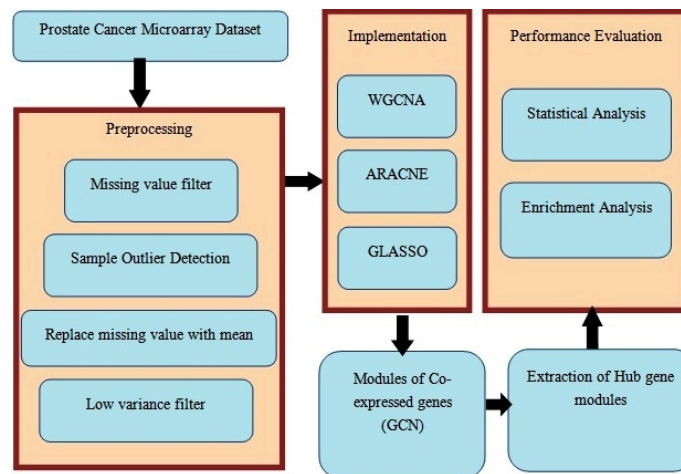 Prostate Cancer Microarray Dataset
Preprocessing
Missing value filter
Sample Outlier Detection
Replace missing value with mean
Low variance filter
Implementation
WGCNA
ARACNE
GLASSO
Modules of Co-
expressed genes
(GCN)
Extraction of Hub gene
modules
Performance Evaluation
Statistical Analysis
Enrichment Analysis